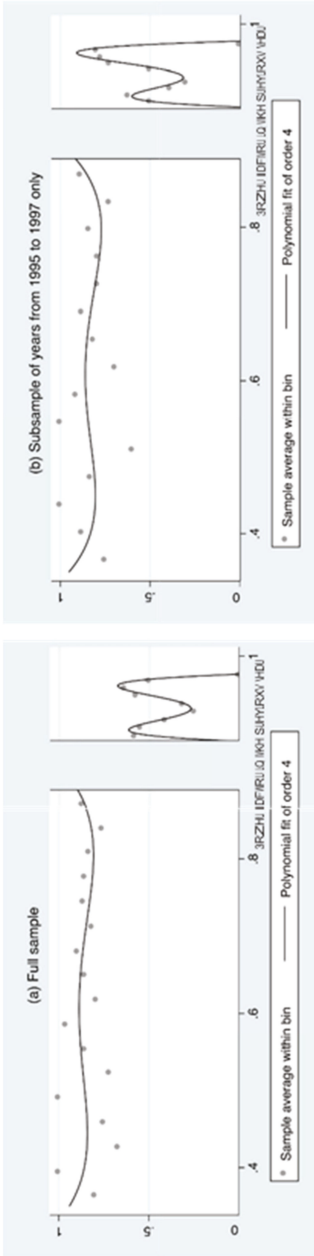 (a) Full sample
1
.5
0
.4 .6 .8 1
3RZHU
Sample average within bin Polynomial fit of order 4
(b) Subsample of years from 1995 to 1997 only
1
.5
0
.4 .6 .8 1
3RZHU
Sample average within bin Polynomial fit of order 4